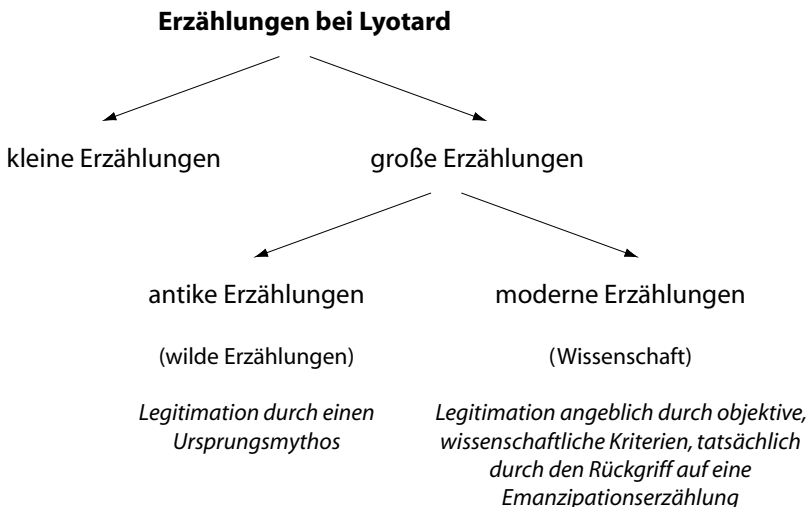 Erzählungen bei Lyotard
kleine Erzählungen
große Erzählungen
antike Erzählungen
moderne Erzählungen
(wilde Erzählungen)
(Wissenschaft)
Legitimation durch einen
Ursprungsmythos
Legitimation angeblich durch objektive,
wissenschaftliche Kriterien, tatsächlich
durch den Rückgriff auf eine
Emanzipationserzählung